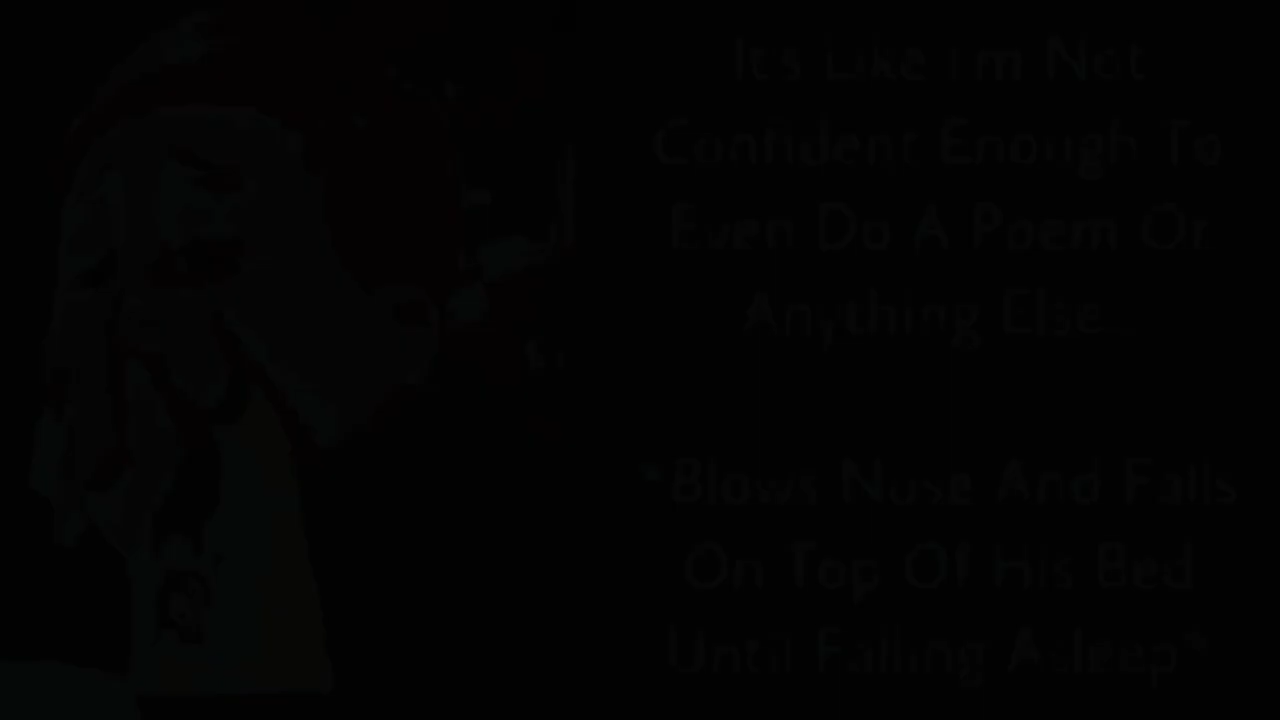 It's Like I'm Not
Confident Enough To
Even Do A Poem Or
Anything Else...
*Blows Nose And Falls
On Top Of His Bed
Until Falling Asleep*